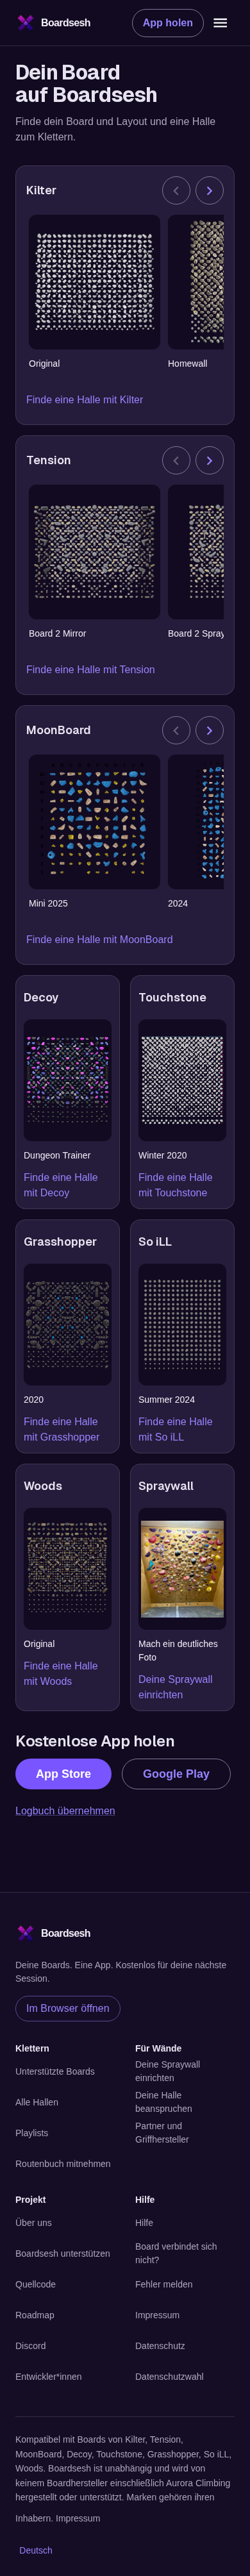 Boardsesh
App holen
Dein Board
auf Boardsesh
Finde dein Board und Layout und eine Halle
zum Klettern.
Kilter
Original
Homewall
Finde eine Halle mit Kilter
Tension
Board 2 Mirror
Board 2 Spray
Finde eine Halle mit Tension
MoonBoard
Mini 2025
2024
Finde eine Halle mit MoonBoard
Decoy
Dungeon Trainer
Finde eine Halle
mit Decoy
Touchstone
Winter 2020
Finde eine Halle
mit Touchstone
Grasshopper
2020
Finde eine Halle
mit Grasshopper
So iLL
Summer 2024
Finde eine Halle
mit So iLL
Woods
Original
Finde eine Halle
mit Woods
Spraywall
Mach ein deutliches
Foto
Deine Spraywall
einrichten
Kostenlose App holen
App Store
Google Play
Logbuch übernehmen
Boardsesh
Deine Boards. Eine App. Kostenlos für deine nächste
Session.
Im Browser öffnen
Klettern
Unterstützte Boards
Alle Hallen
Playlists
Routenbuch mitnehmen
Für Wände
Deine Spraywall
einrichten
Deine Halle
beanspruchen
Partner und
Griffhersteller
Projekt
Über uns
Boardsesh unterstützen
Quellcode
Roadmap
Discord
Entwickler*innen
Hilfe
Hilfe
Board verbindet sich
nicht?
Fehler melden
Impressum
Datenschutz
Datenschutzwahl
Kompatibel mit Boards von Kilter, Tension,
MoonBoard, Decoy, Touchstone, Grasshopper, So iLL,
Woods. Boardsesh ist unabhängig und wird von
keinem Boardhersteller einschließlich Aurora Climbing
hergestellt oder unterstützt. Marken gehören ihren
Inhabern. Impressum
Deutsch